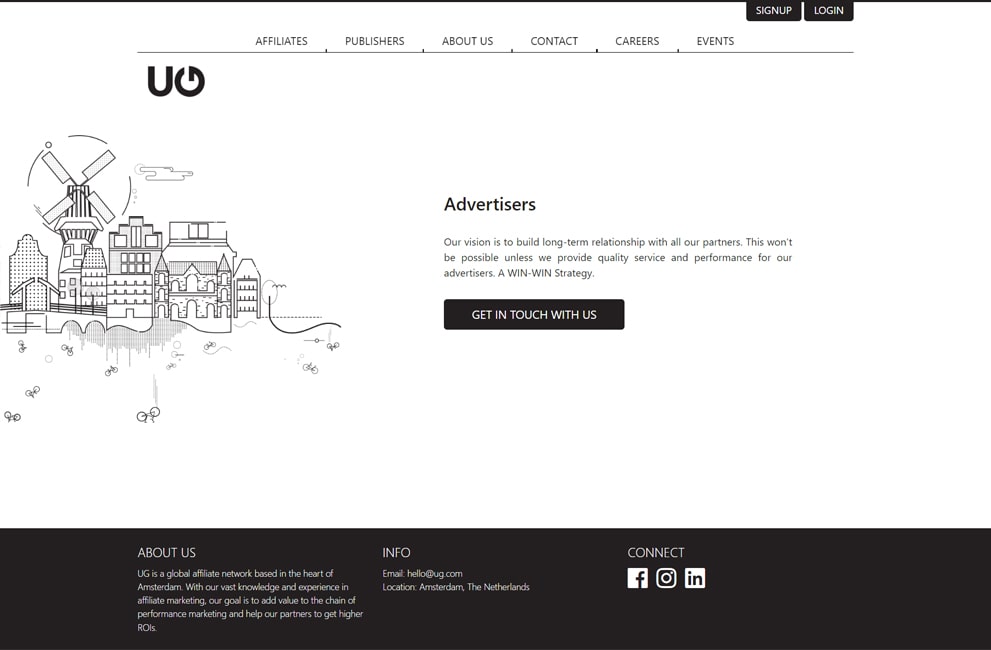 SIGNUP LOGIN
AFFILIATES PUBLISHERS ABOUT US CONTACT CAREERS EVENTS
UG
Advertisers
Our vision is to build long-term relationship with all our partners. This won't
be possible unless we provide quality service and performance for our
advertisers. A WIN-WIN Strategy.
GET IN TOUCH WITH US
ABOUT US
UG is a global affiliate network based in the heart of
Amsterdam. With our vast knowledge and experience in
affiliate marketing, our goal is to add value to the chain of
performance marketing and help our partners to get higher
ROIs.
INFO
Email: hello@ug.com
Location: Amsterdam, The Netherlands
CONNECT